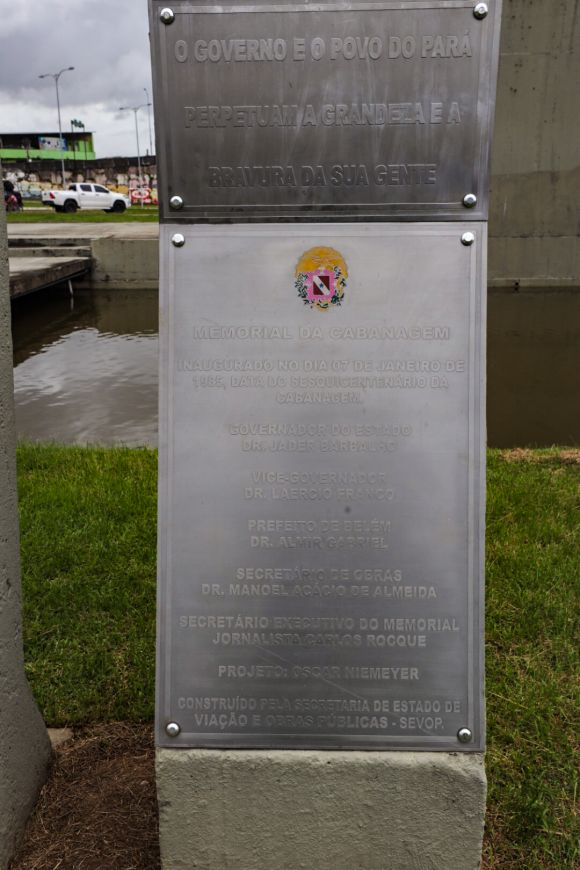 O GOVERNO E O POVO DO PARÁ
PERPETUAM A GRANDEZA E A
BRAVURA DA SUA GENTE
MEMORIAL DA CABANAGEM
INAUGURADO NO DIA 07 DE JANEIRO DE
1985, DATA DO SESQUICENTENÁRIO DA
CABANAGEM.
GOVERNADOR DO ESTADO
DR. JADER BARBALHO
VICE-GOVERNADOR
DR. LAERCIO FRANCO
PREFEITO DE BELÉM
DR. ALMIR GABRIEL
SECRETÁRIO DE OBRAS
DR. MANOEL ACÁCIO DE ALMEIDA
SECRETÁRIO EXECUTIVO DO MEMORIAL
JORNALISTA CARLOS ROCQUE
PROJETO: OSCAR NIEMEYER
CONSTRUÍDO PELA SECRETARIA DE ESTADO DE
VIAÇÃO E OBRAS PÚBLICAS - SEVOP.